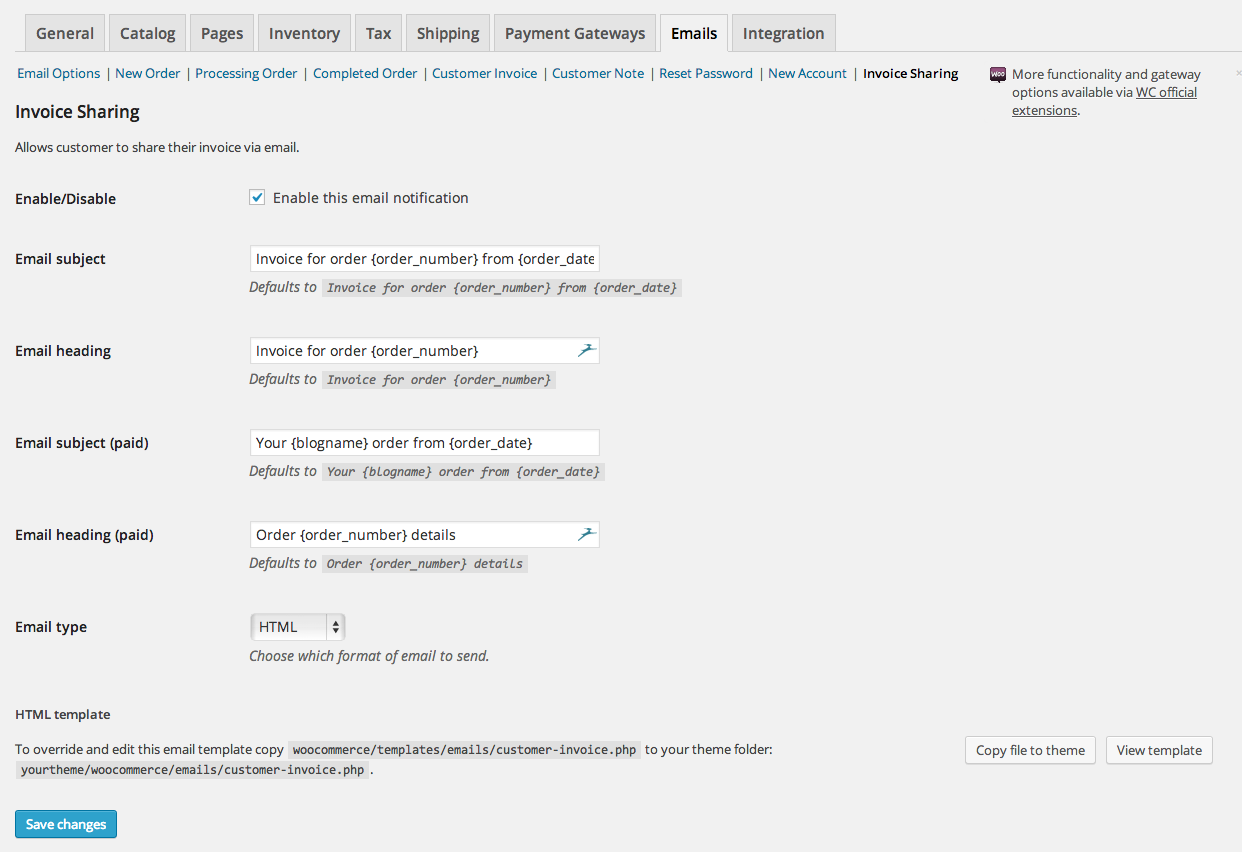 General Catalog Pages Inventory Tax Shipping Payment Gateways Emails Integration
Email Options | New Order | Processing Order | Completed Order | Customer Invoice | Customer Note | Reset Password | New Account | Invoice Sharing
woo More functionality and gateway
options available via WC official
extensions.
×
Invoice Sharing
Allows customer to share their invoice via email.
Enable/Disable Enable this email notification
Email subject Invoice for order {order_number} from {order_date
Defaults to Invoice for order {order_number} from {order_date}
Email heading Invoice for order {order_number}
Defaults to Invoice for order {order_number}
Email subject (paid) Your {blogname} order from {order_date}
Defaults to Your {blogname} order from {order_date}
Email heading (paid) Order {order_number} details
Defaults to Order {order_number} details
Email type HTML
Choose which format of email to send.
HTML template
To override and edit this email template copy woocommerce/templates/emails/customer-invoice.php to your theme folder:
yourtheme/woocommerce/emails/customer-invoice.php .
Copy file to theme View template
Save changes